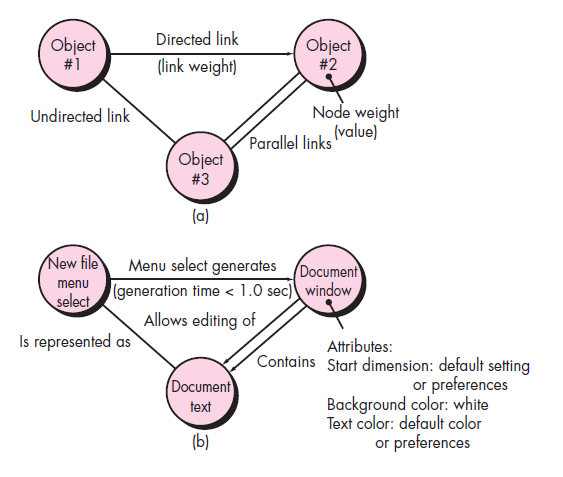 Object
#1
Directed link
(link weight)
Object
#2
Undirected link
Node weight
(value)
Parallel links
Object
#3
(a)
New file
menu
select
Menu select generates
(generation time < 1.0 sec)
Document
window
Allows editing of
Is represented as
Contains
Attributes:
Start dimension: default setting
or preferences
Background color: white
Text color: default color
or preferences
Document
text
(b)